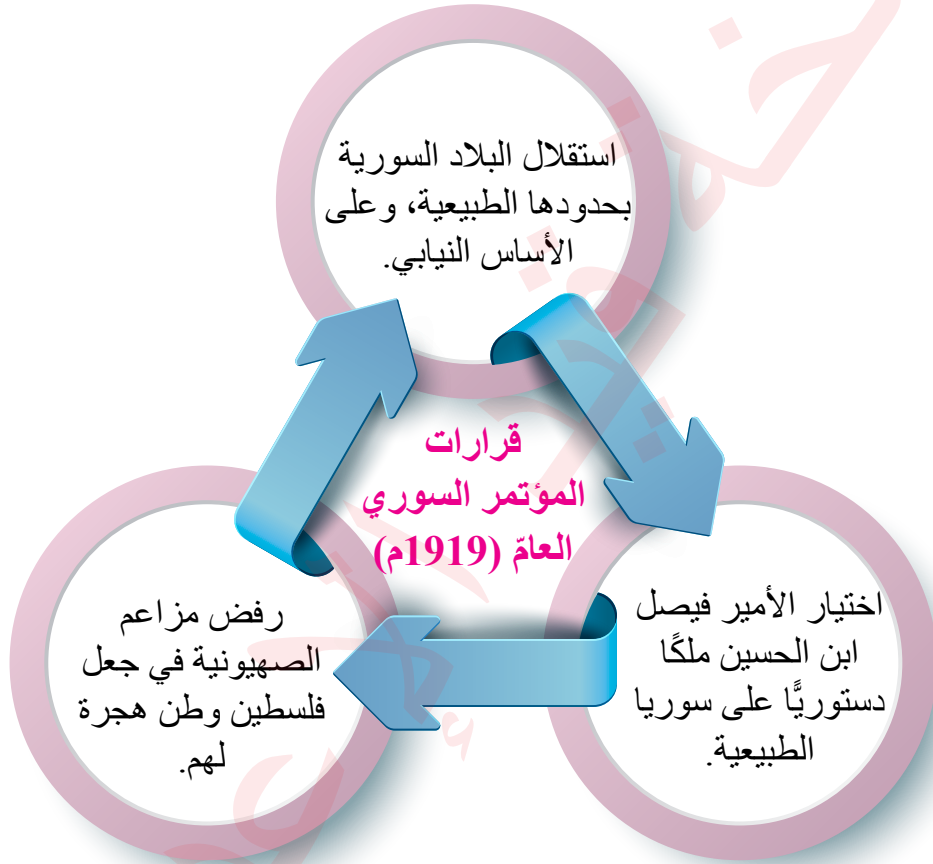 استقلال البلاد السورية
بحدودها الطبيعية، وعلى
الأساس النيابي.
قرارات
المؤتمر السوري
العامّ (1919م)
اختيار الأمير فيصل
ابن الحسين ملكًا
دستوريًّا على سوريا
الطبيعية.
رفض مزاعم
الصهيونية في جعل
فلسطين وطن هجرة
لهم.